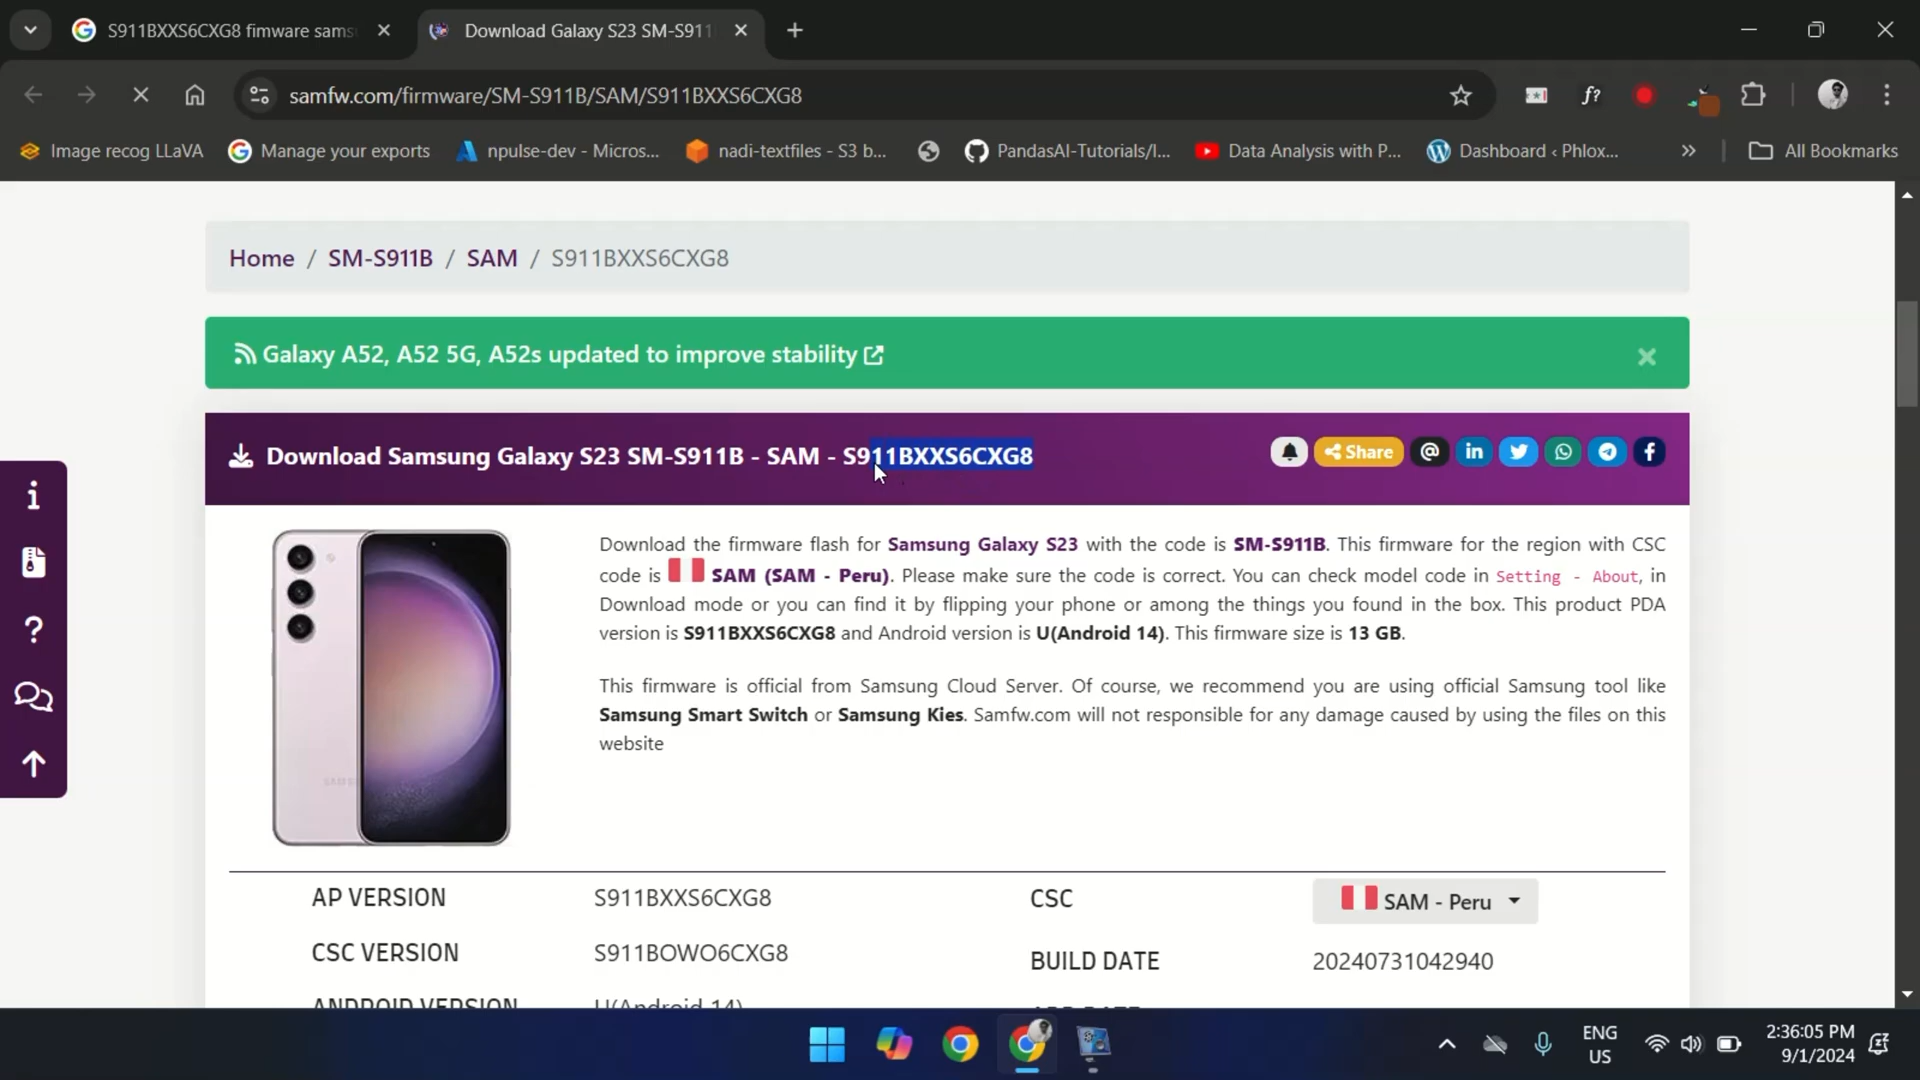 S911BXXS6CXG8 fimware sams
Download Galaxy S23 SM-S911
samfw.com/firmware/SM-S911B/SAM/S911BXXS6CXG8
f?
Image recog LLaVA
Manage your exports
npulse-dev - Micros...
nadi-textfiles - S3 b...
PandasAI-Tutorials/I...
Data Analysis with P...
Dashboard ‹ Phlox...
»
All Bookmarks
Home / SM-S911B / SAM / S911BXXS6CXG8
Galaxy A52, A52 5G, A52s updated to improve stability
Download Samsung Galaxy S23 SM-S911B - SAM - S911BXXS6CXG8
Share
Download the firmware flash for Samsung Galaxy S23 with the code is SM-S911B. This firmware for the region with CSC
code is SAM (SAM - Peru). Please make sure the code is correct. You can check model code in Setting - About, in
Download mode or you can find it by flipping your phone or among the things you found in the box. This product PDA
version is S911BXXS6CXG8 and Android version is U(Android 14). This firmware size is 13 GB.
This firmware is official from Samsung Cloud Server. Of course, we recommend you are using official Samsung tool like
Samsung Smart Switch or Samsung Kies. Samfw.com will not responsible for any damage caused by using the files on this
website
SAMSUNG
AP VERSION
S911BXXS6CXG8
CSC
SAM - Peru
CSC VERSION
S911BOWO6CXG8
BUILD DATE
20240731042940
ANDROID VERSION
U(Android 14)
ENG
US
2:36:05 PM
9/1/2024